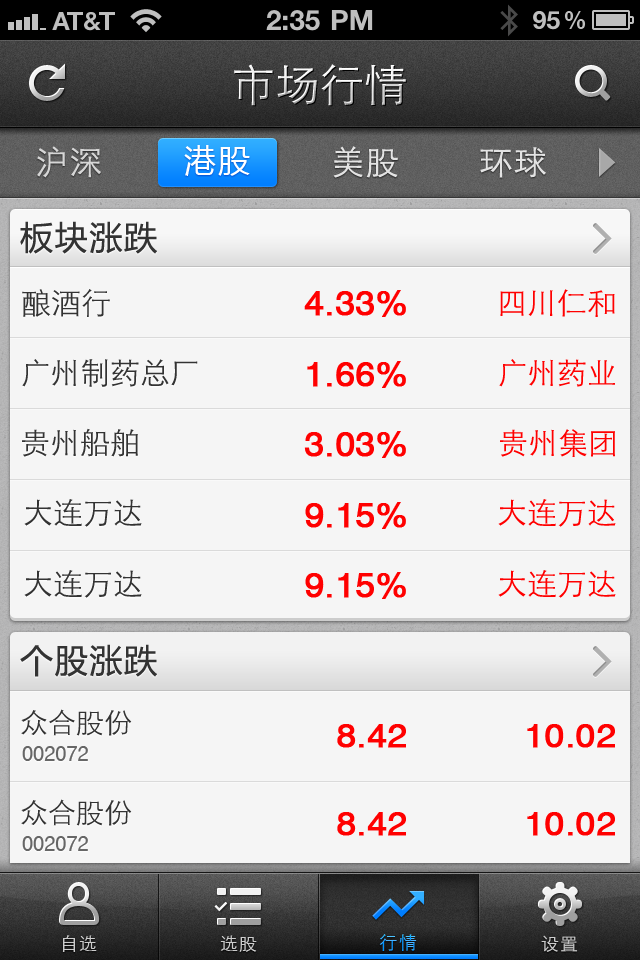 AT&T 2:35 PM 95%
市场行情
沪深 港股 美股 环球
板块涨跌
酿酒行 4.33% 四川仁和
广州制药总厂 1.66% 广州药业
贵州船舶 3.03% 贵州集团
大连万达 9.15% 大连万达
大连万达 9.15% 大连万达
个股涨跌
众合股份 8.42 10.02
002072
众合股份 8.42 10.02
002072
自选 选股 行情 设置